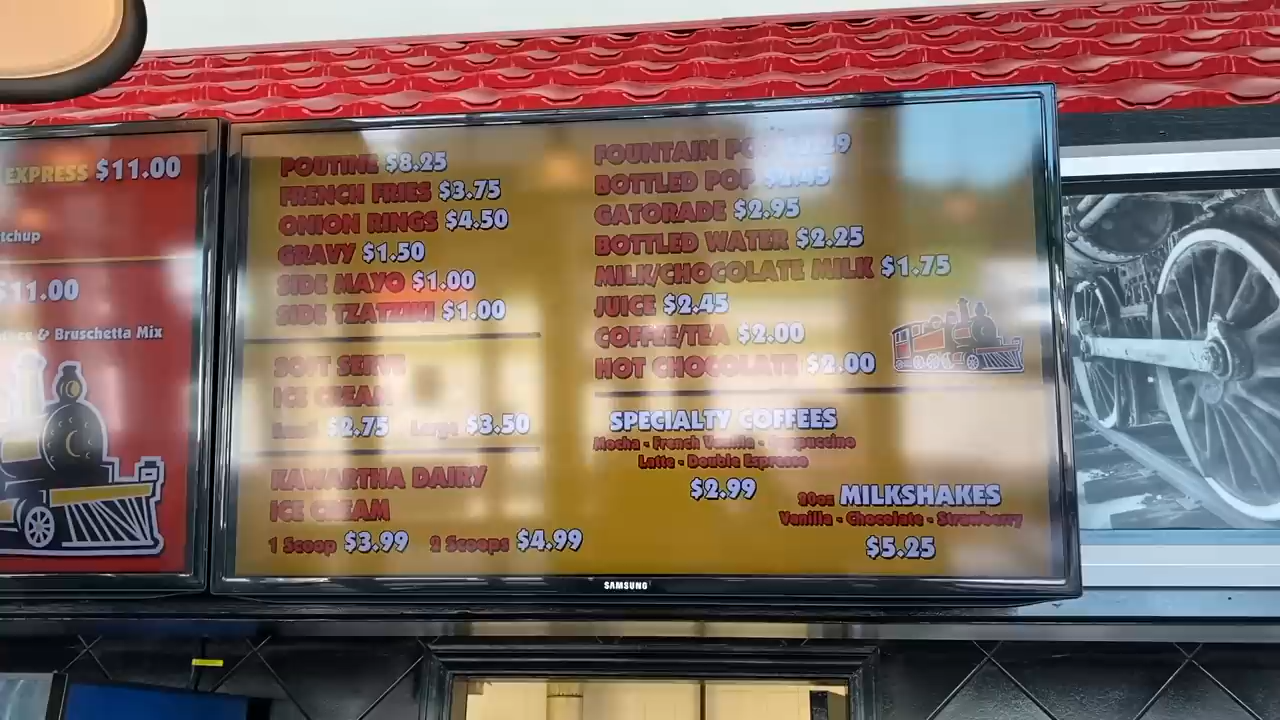 EXPRESS $11.00
tchup
$11.00
& Bruschetta Mix
POUTINE $8.25
FRENCH FRIES $3.75
ONION RINGS $4.50
GRAVY $1.50
SIDE MAYO $1.00
SIDE TZATZIKI $1.00
SOFT SERVE
ICE CREAM
$2.75 Large $3.50
KAWARTHA DAIRY
ICE CREAM
1 Scoop $3.99 2 Scoops $4.99
FOUNTAIN
BOTTLED POP
GATORADE $2.95
BOTTLED WATER $2.25
MILK/CHOCOLATE MILK $1.75
JUICE $2.45
COFFEE/TEA $2.00
HOT CHOCOLATE $2.00
SPECIALTY COFFEES
Mocha - French Vanilla - Cappuccino
Latte - Double Espresso
$2.99
20oz MILKSHAKES
Vanilla - Chocolate - Strawberry
$5.25
SAMSUNG